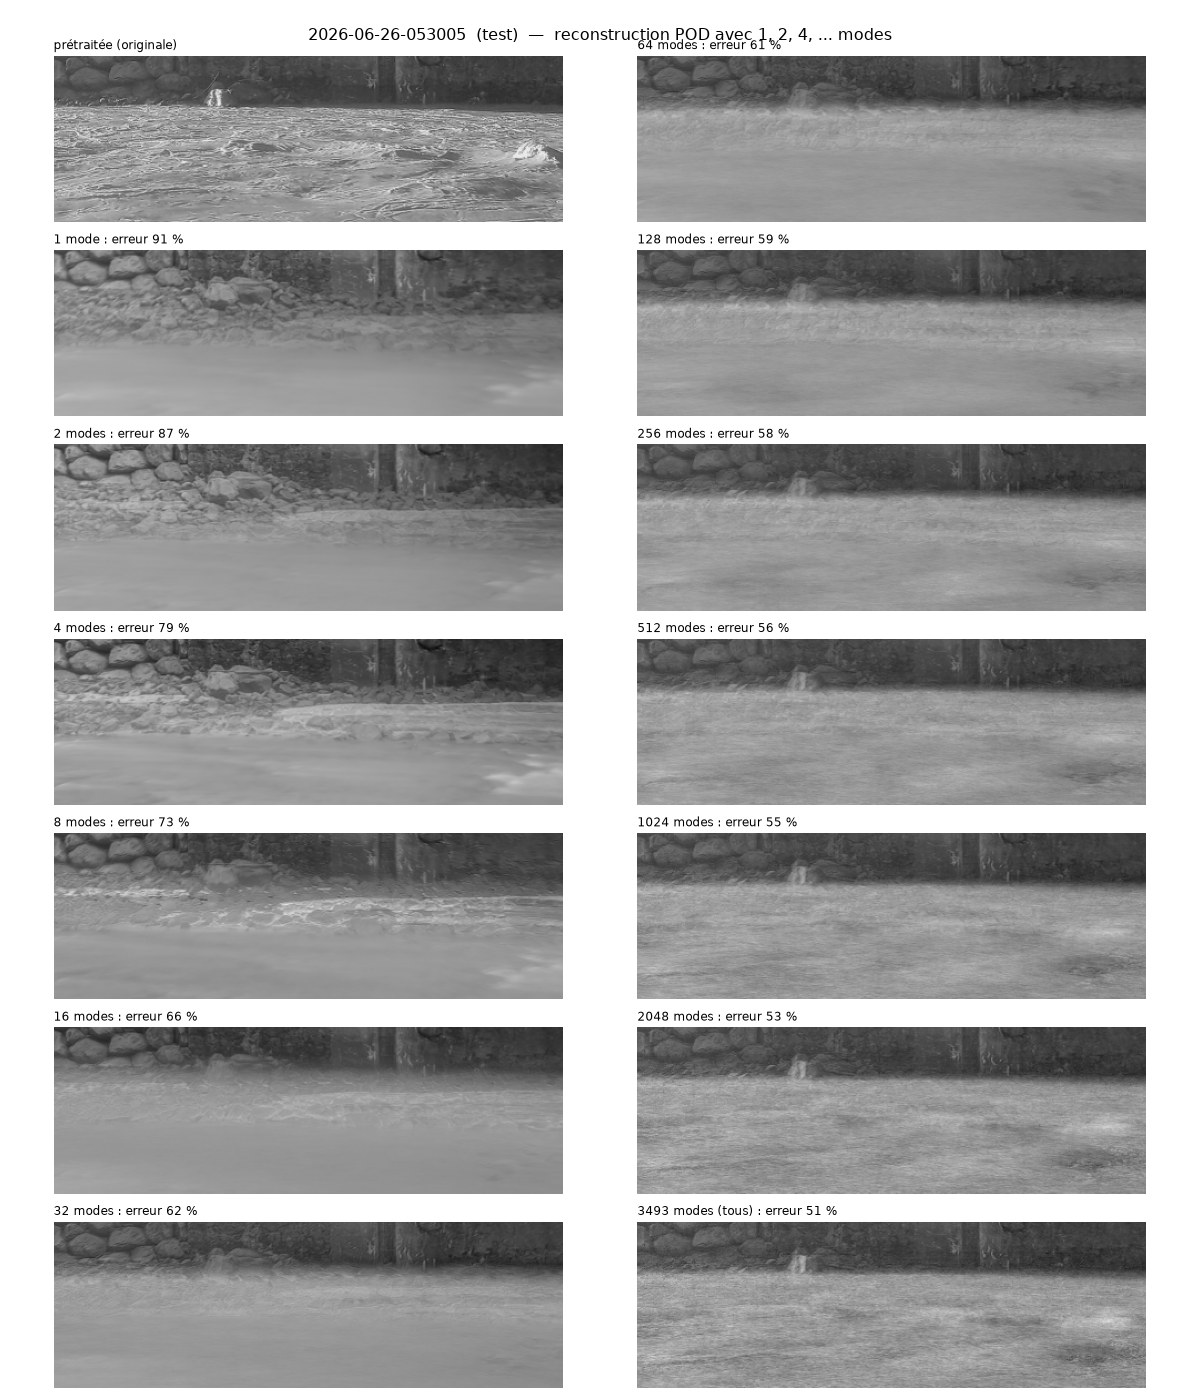 2026-06-26-053005  (test)  —  reconstruction POD avec 1, 2, 4, ... modes
prétraitée (originale)
64 modes : erreur 61 %
1 mode : erreur 91 %
128 modes : erreur 59 %
2 modes : erreur 87 %
256 modes : erreur 58 %
4 modes : erreur 79 %
512 modes : erreur 56 %
8 modes : erreur 73 %
1024 modes : erreur 55 %
16 modes : erreur 66 %
2048 modes : erreur 53 %
32 modes : erreur 62 %
3493 modes (tous) : erreur 51 %